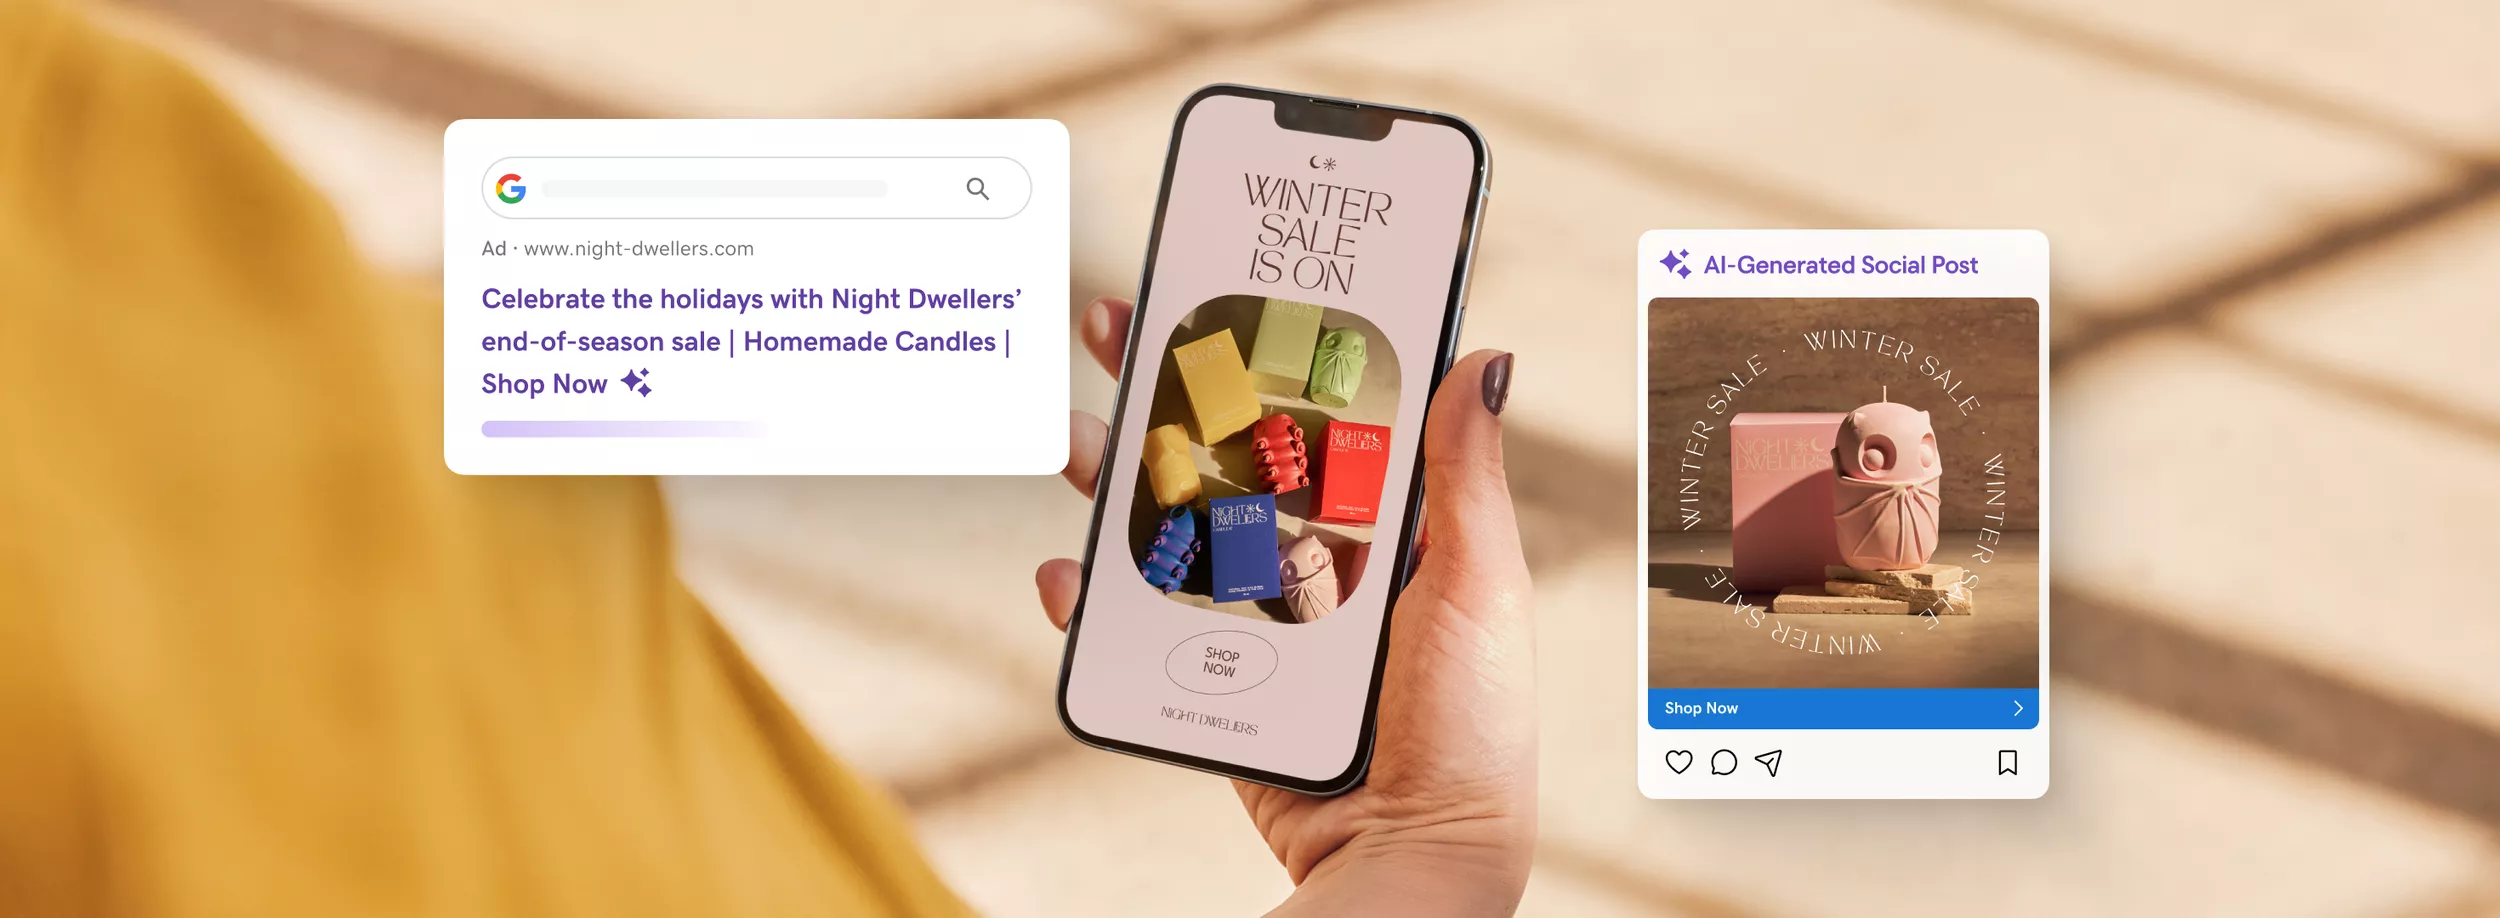 Ad · www.night-dwellers.com
Celebrate the holidays with Night Dwellers’
end-of-season sale | Homemade Candles |
Shop Now
WINTER
SALE
IS ON
NIGHT
DWELLERS
NIGHT
DWELLERS
SHOP
NOW
NIGHT DWELLERS
AI-Generated Social Post
WINTER SALE · WINTER SALE · WINTER SALE · WINTER SALE ·
NIGHT
DWELLERS
Shop Now